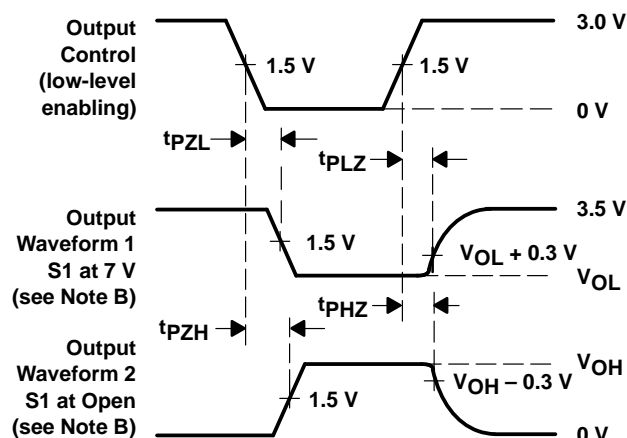 Output
Control
(low-level
enabling)
1.5 V
1.5 V
3.0 V
0 V
tPZL
tPLZ
Output
Waveform 1
S1 at 7 V
(see Note B)
1.5 V
3.5 V
VOL + 0.3 V
VOL
tPZH
tPHZ
Output
Waveform 2
S1 at Open
(see Note B)
1.5 V
VOH
VOH – 0.3 V
0 V